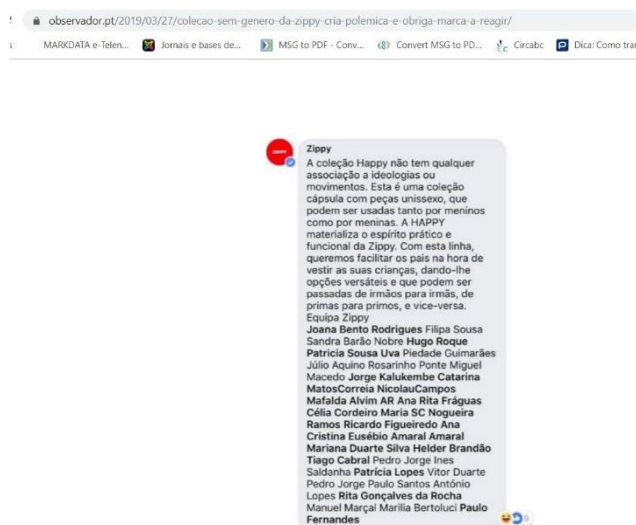 observador.pt/2019/03/27/colecao-sem-genero-da-zippy-cria-polemica-e-obriga-marca-a-reagir/
MARKDATA e-Telen... Jornais e bases de... MSG to PDF - Conv... Convert MSG to PD... Circabc Dica: Como tran
ZIPPY
Zippy
A coleção Happy não tem qualquer
associação a ideologias ou
movimentos. Esta é uma coleção
cápsula com peças unissexo, que
podem ser usadas tanto por meninos
como por meninas. A HAPPY
materializa o espírito prático e
funcional da Zippy. Com esta linha,
queremos facilitar os pais na hora de
vestir as suas crianças, dando-lhe
opções versáteis e que podem ser
passadas de irmãos para irmãs, de
primas para primos, e vice-versa.
Equipa Zippy
Joana Bento Rodrigues Filipa Sousa
Sandra Barão Nobre Hugo Roque
Patricia Sousa Uva Piedade Guimarães
Júlio Aquino Rosarinho Ponte Miguel
Macedo Jorge Kalukembe Catarina
MatosCorreia NicolauCampos
Mafalda Alvim AR Ana Rita Fráguas
Célia Cordeiro Maria SC Nogueira
Ramos Ricardo Figueiredo Ana
Cristina Eusébio Amaral Amaral
Mariana Duarte Silva Helder Brandão
Tiago Cabral Pedro Jorge Ines
Saldanha Patrícia Lopes Vitor Duarte
Pedro Jorge Paulo Santos António
Lopes Rita Gonçalves da Rocha
Manuel Marçal Marilia Bertoluci Paulo
Fernandes
9